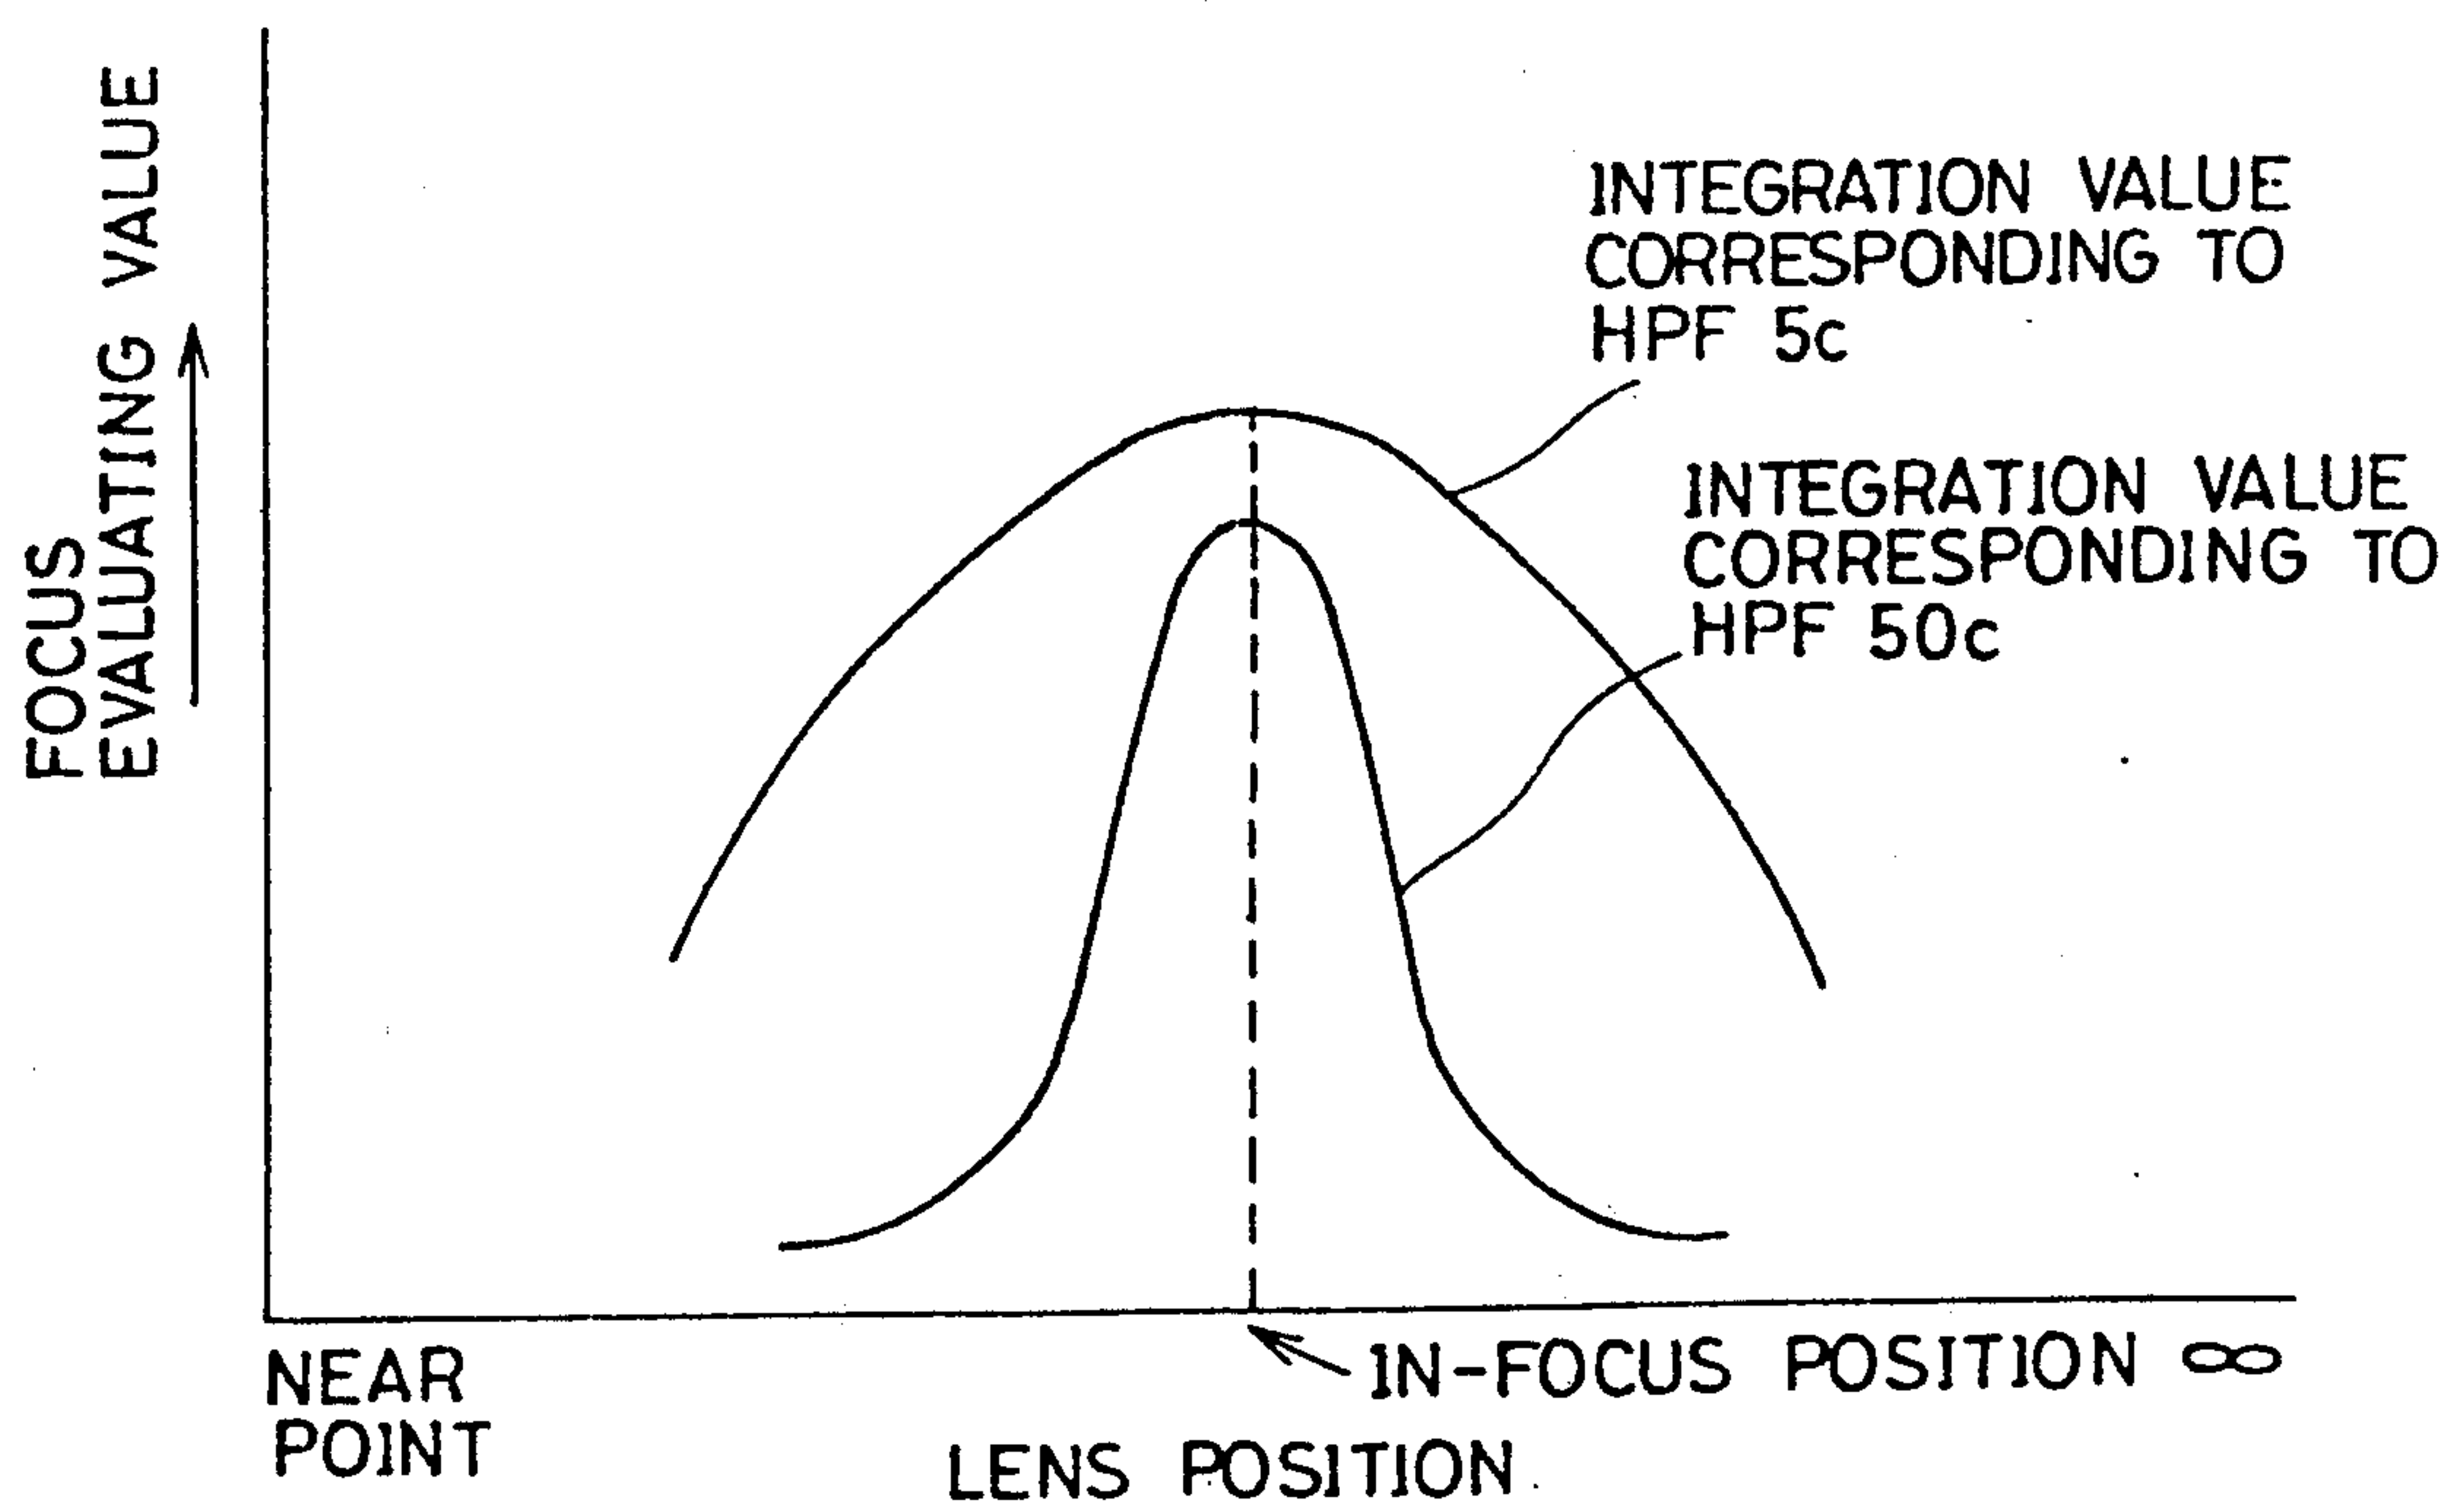 FOCUS
EVALUATING VALUE
INTEGRATION VALUE
CORRESPONDING TO
HPF 5c
INTEGRATION VALUE
CORRESPONDING TO
HPF 50c
NEAR
POINT
IN-FOCUS POSITION ∞
LENS POSITION